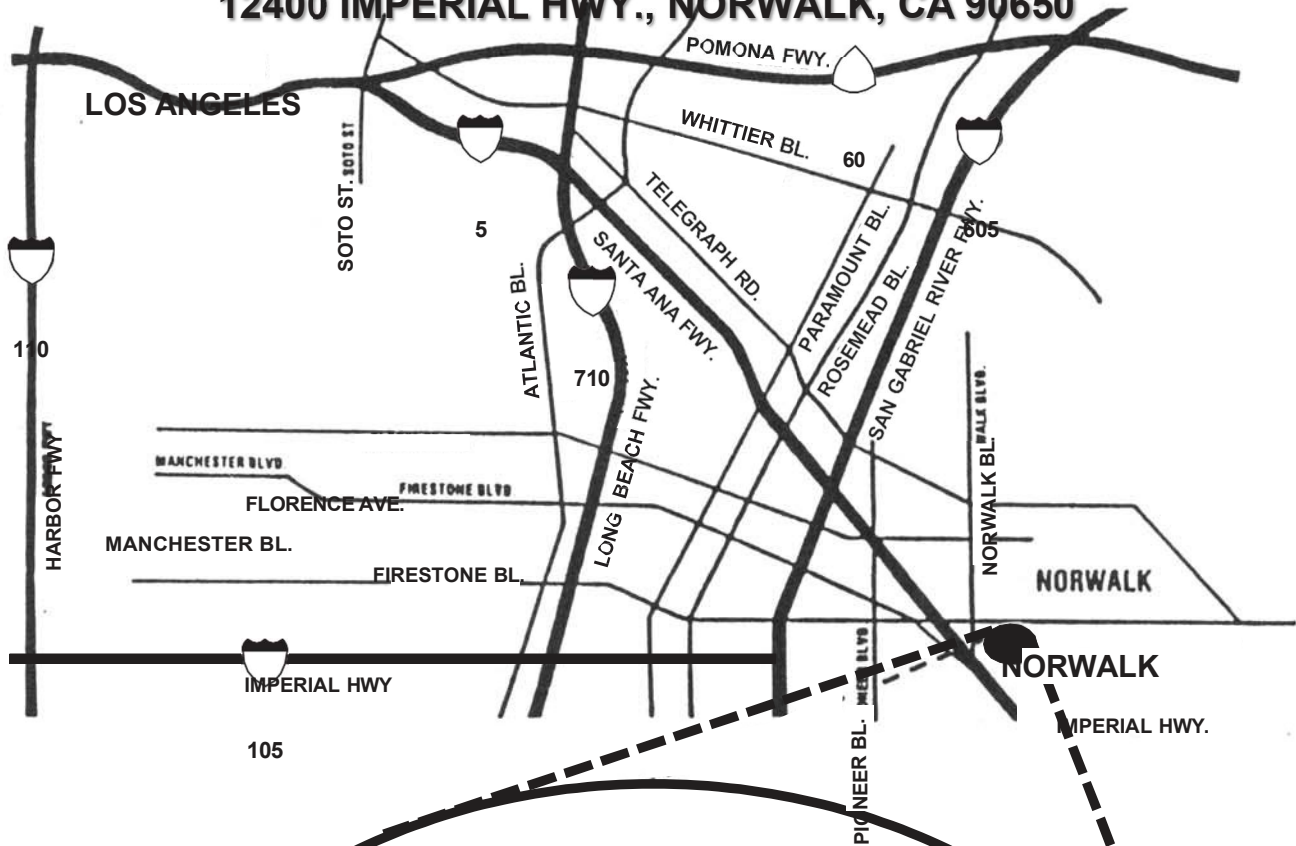 12400 IMPERIAL HWY., NORWALK, CA 90650
POMONA FWY.
LOS ANGELES
WHITTIER BL.
60
SOTO ST
SOTO ST.
5
TELEGRAPH RD.
605
SANTA ANA FWY.
PARAMOUNT BL.
ROSEMEAD BL.
SAN GABRIEL RIVER FWY.
ATLANTIC BL.
110
710
LONG BEACH FWY.
HARBOR FWY
WALK BLVD.
NORWALK BL.
MANCHESTER BLVD
FIRESTONE BLVD
FLORENCE AVE.
MANCHESTER BL.
FIRESTONE BL.
NORWALK
NORWALK
IMPERIAL HWY
IMPERIAL HWY.
BLVD
PIONEER BL.
105